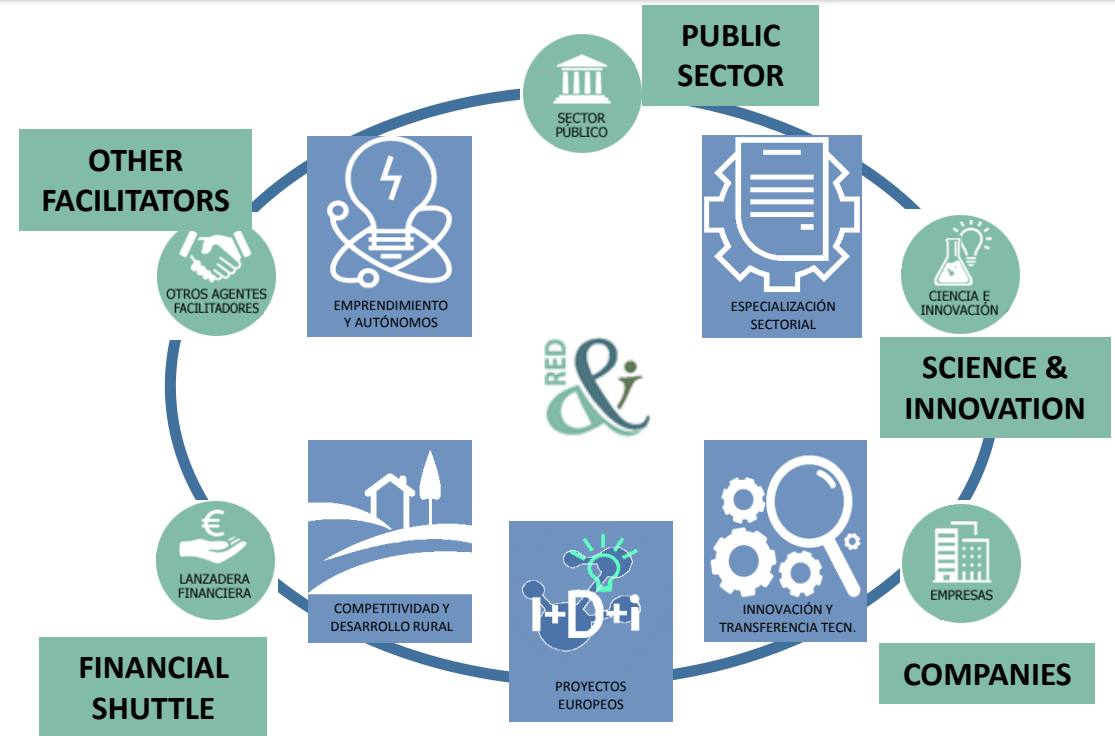 PUBLIC
SECTOR
SECTOR
PÚBLICO
OTHER
FACILITATORS
OTROS AGENTES
FACILITADORES
EMPRENDIMIENTO
Y AUTÓNOMOS
ESPECIALIZACIÓN
SECTORIAL
CIENCIA E
INNOVACIÓN
SCIENCE &
INNOVATION
RED
&i
LANZADERA
FINANCIERA
FINANCIAL
SHUTTLE
COMPETITIVIDAD Y
DESARROLLO RURAL
I+D+i
PROYECTOS
EUROPEOS
INNOVACIÓN Y
TRANSFERENCIA TECN.
EMPRESAS
COMPANIES